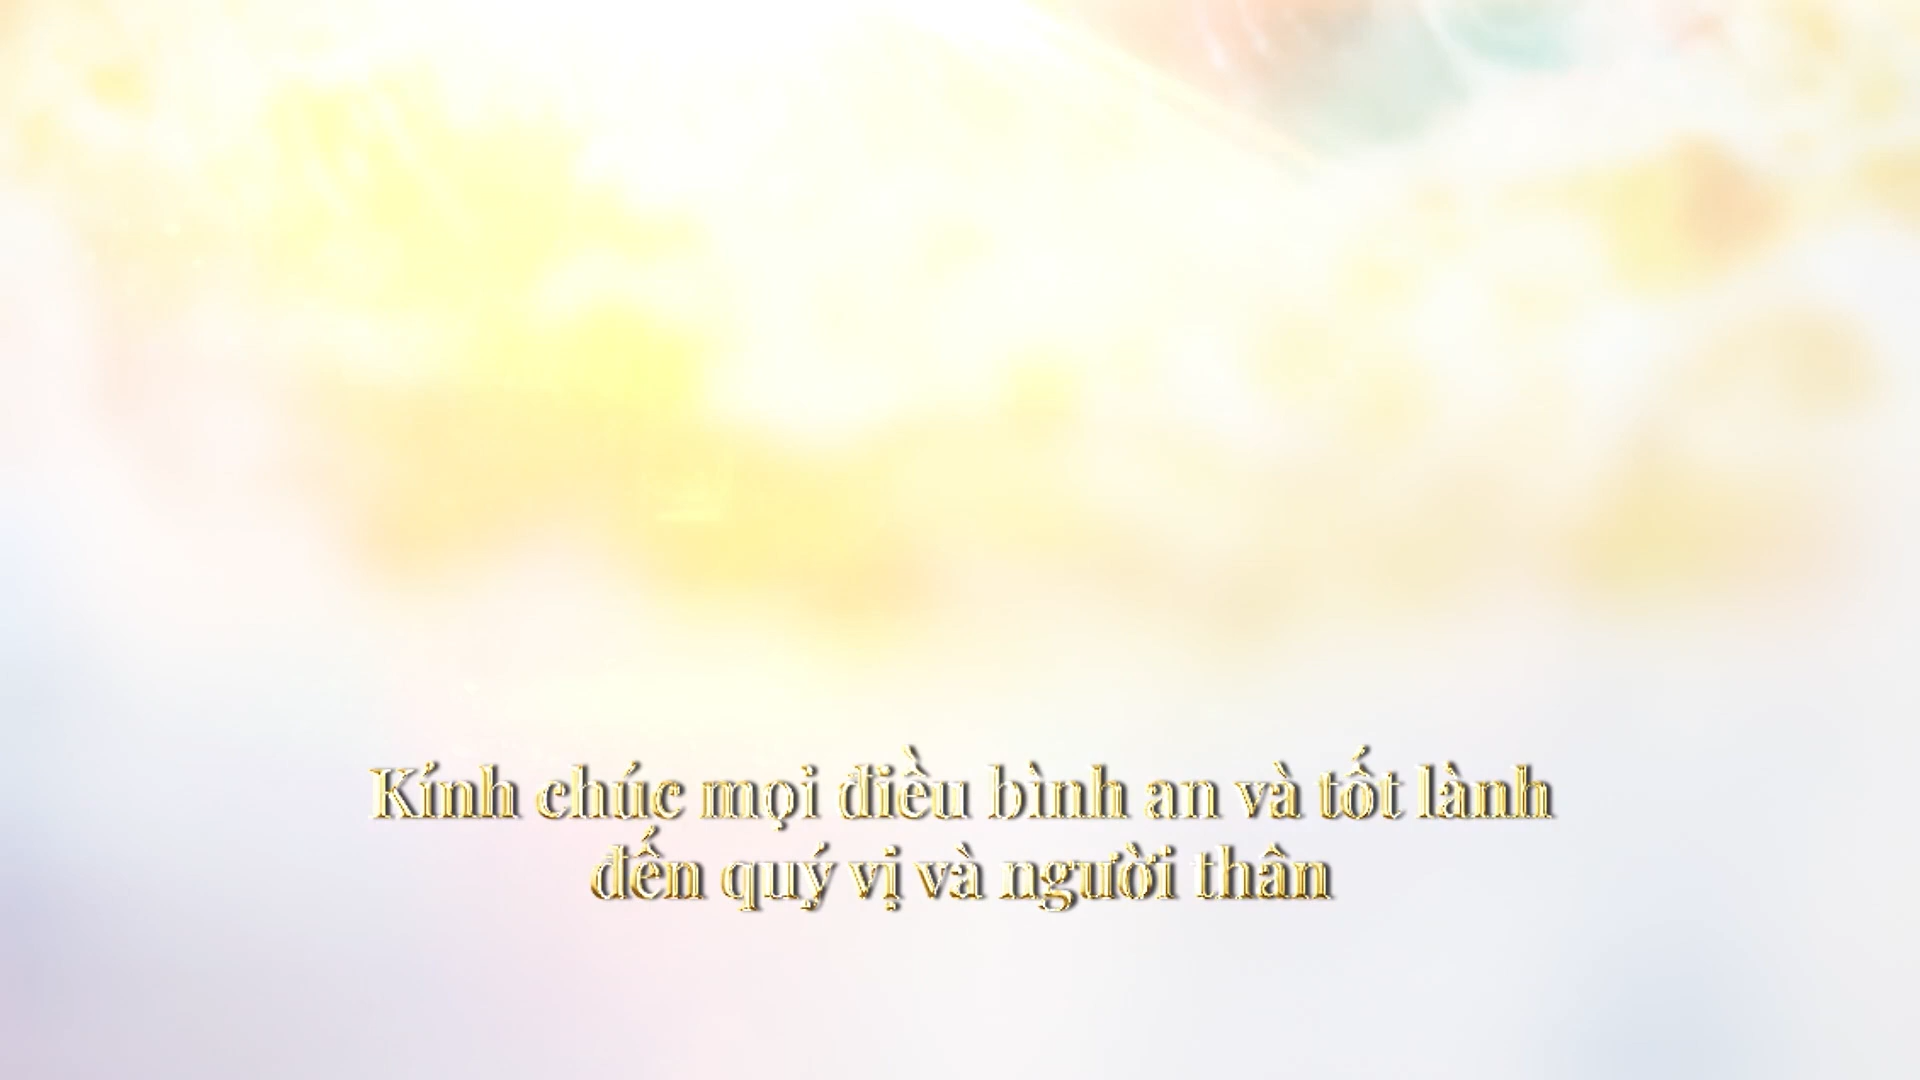 Kính chúc mọi điều bình an và tốt lành
đến quý vị và người thân